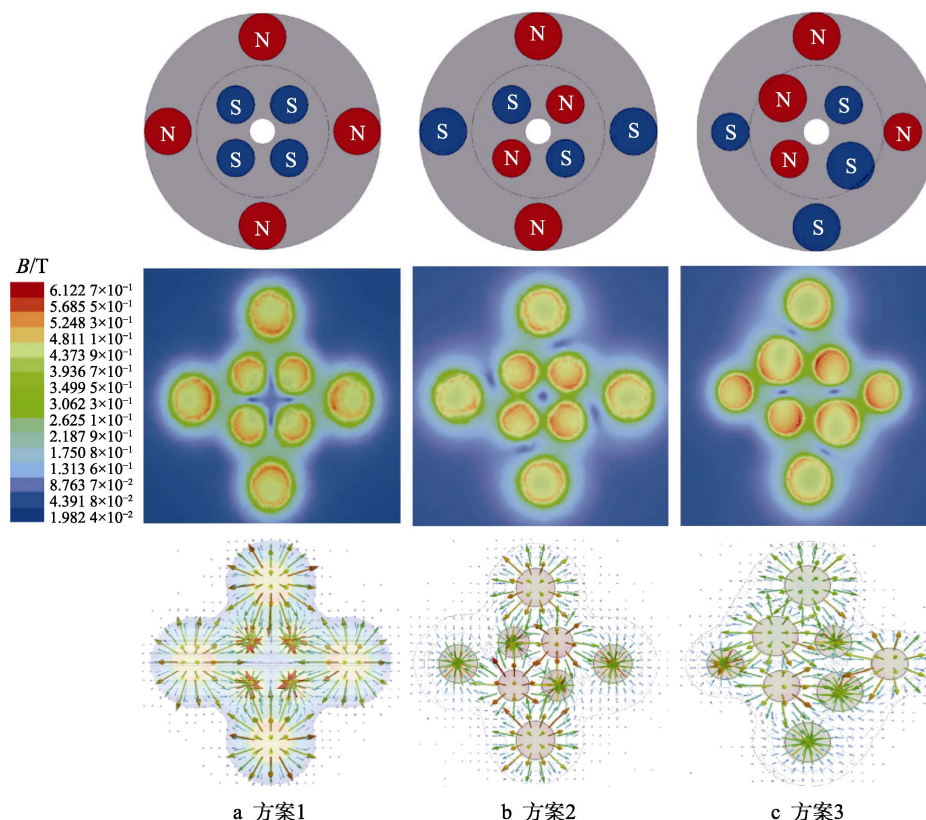 N N N
S S S N N S
N N S S N S S N
S S N S N S
N N S
B/T
6.122 7×10⁻¹
5.685 5×10⁻¹
5.248 3×10⁻¹
4.811 1×10⁻¹
4.373 9×10⁻¹
3.936 7×10⁻¹
3.499 5×10⁻¹
3.062 3×10⁻¹
2.625 1×10⁻¹
2.187 9×10⁻¹
1.750 8×10⁻¹
1.313 6×10⁻¹
8.763 7×10⁻²
4.391 8×10⁻²
1.982 4×10⁻²
a 方案1 b 方案2 c 方案3